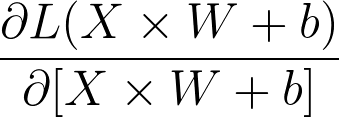 ∂L(X × W + b)
∂[X × W + b]